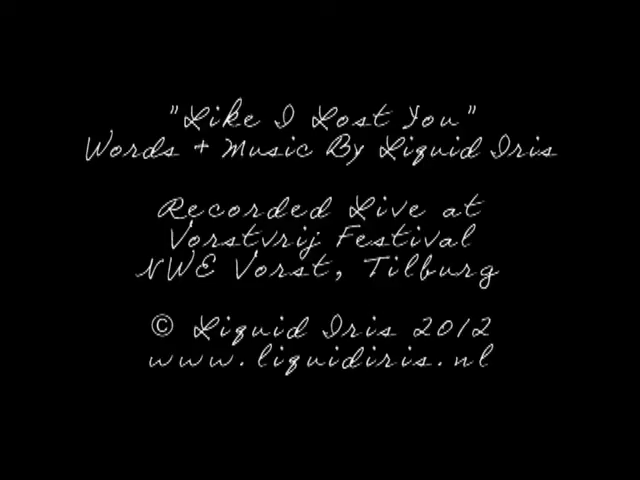 "Like I Lost You"
Words + Music By Liquid Iris
Recorded Live at
Vorstvrij Festival
NWE Vorst, Tilburg
© Liquid Iris 2012
www.liquidiris.nl